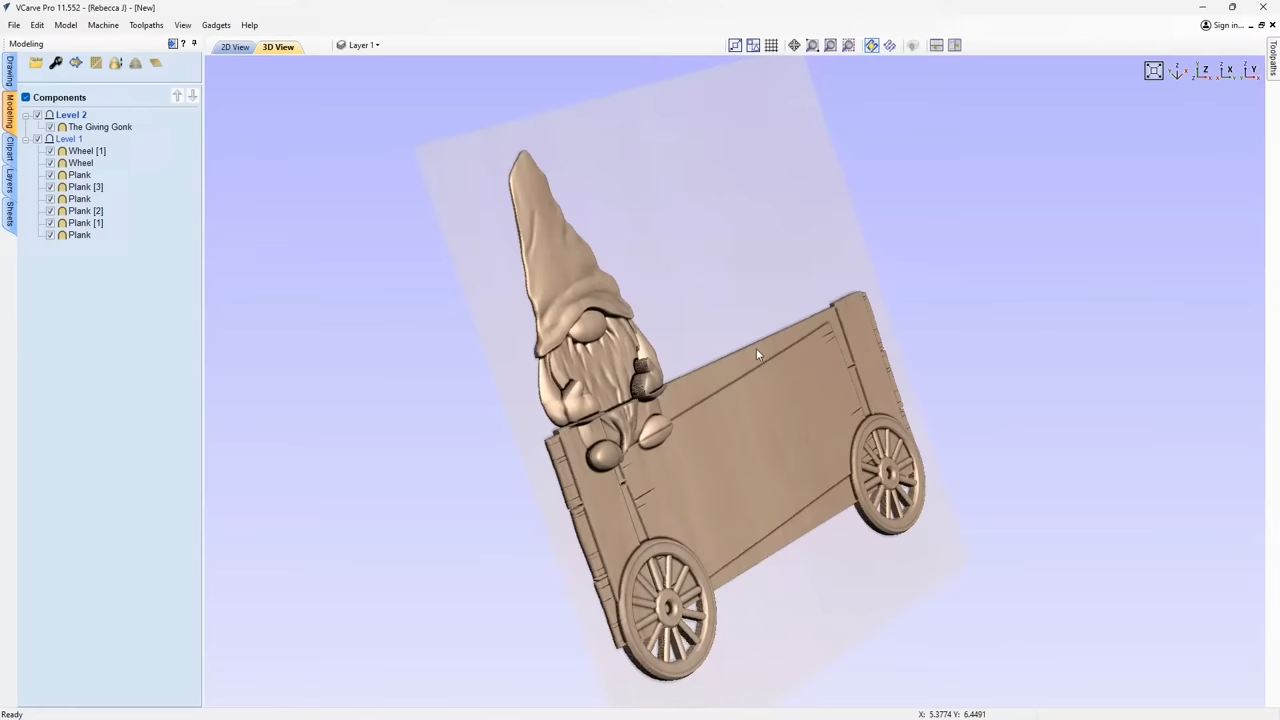 VCarve Pro 11.552 - {Rebecca J} - [New]
File Edit Model Machine Toolpaths View Gadgets Help
Sign in...
Modeling
2D View 3D View Layer 1
Toolpaths
Drawing
Modeling
Clipart
Layers
Sheets
Components
Level 2
The Giving Gonk
Level 1
Wheel [1]
Wheel
Plank
Plank [3]
Plank
Plank [2]
Plank [1]
Plank
Z X Y
Ready
X: 5.3774 Y: 6.4491